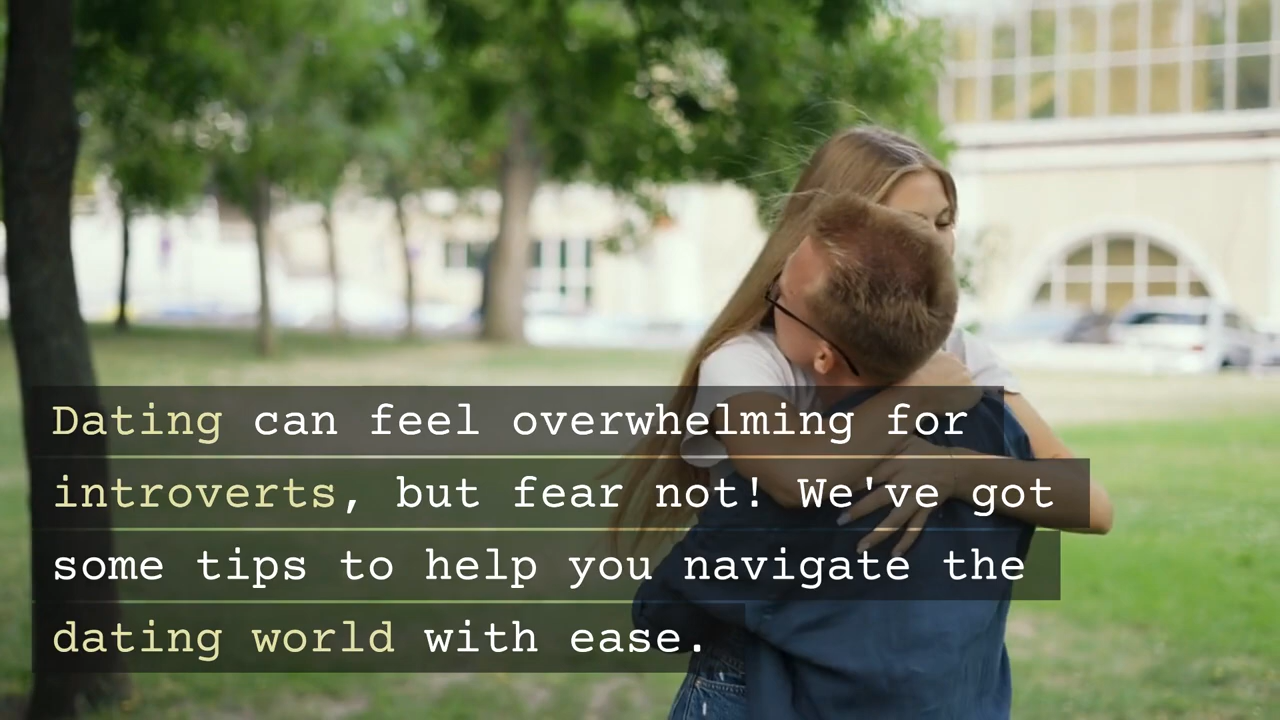 Dating can feel overwhelming for
introverts, but fear not! We've got
some tips to help you navigate the
dating world with ease.